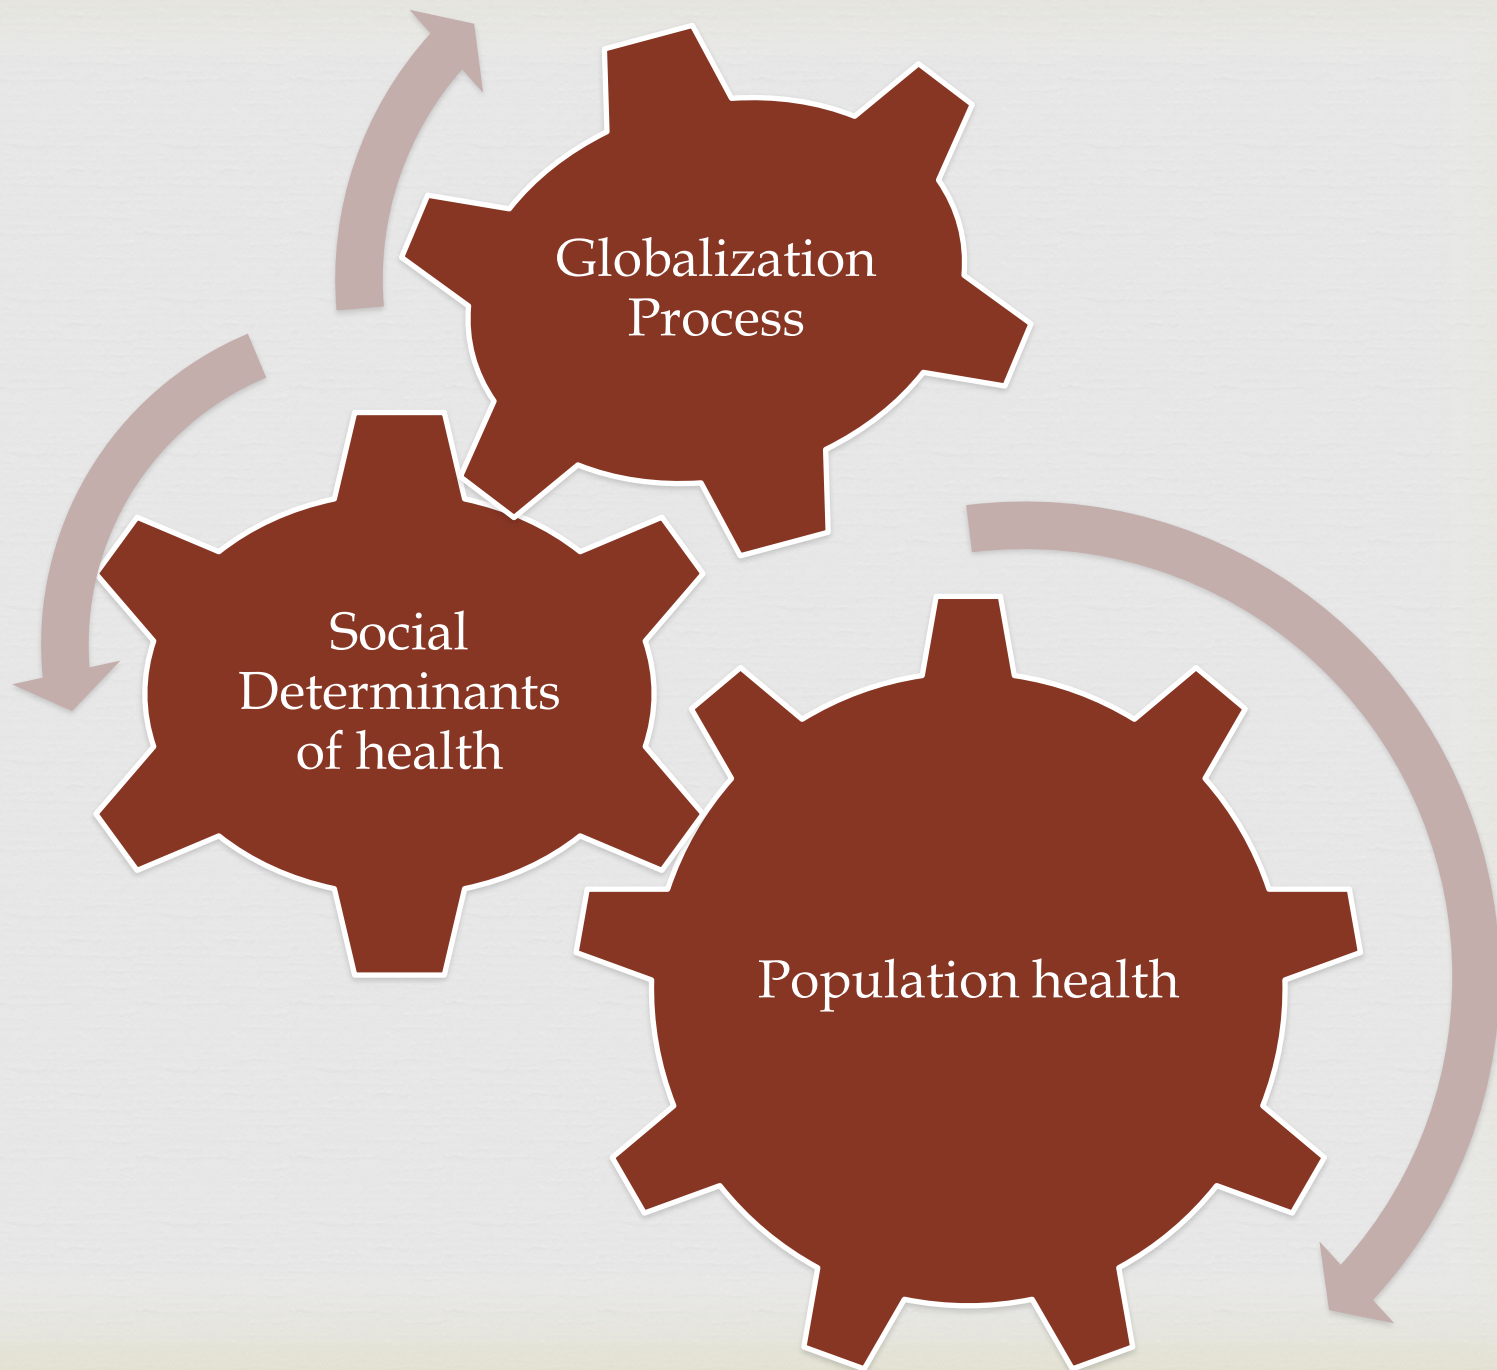 Globalization
Process
Social
Determinants
of health
Population health